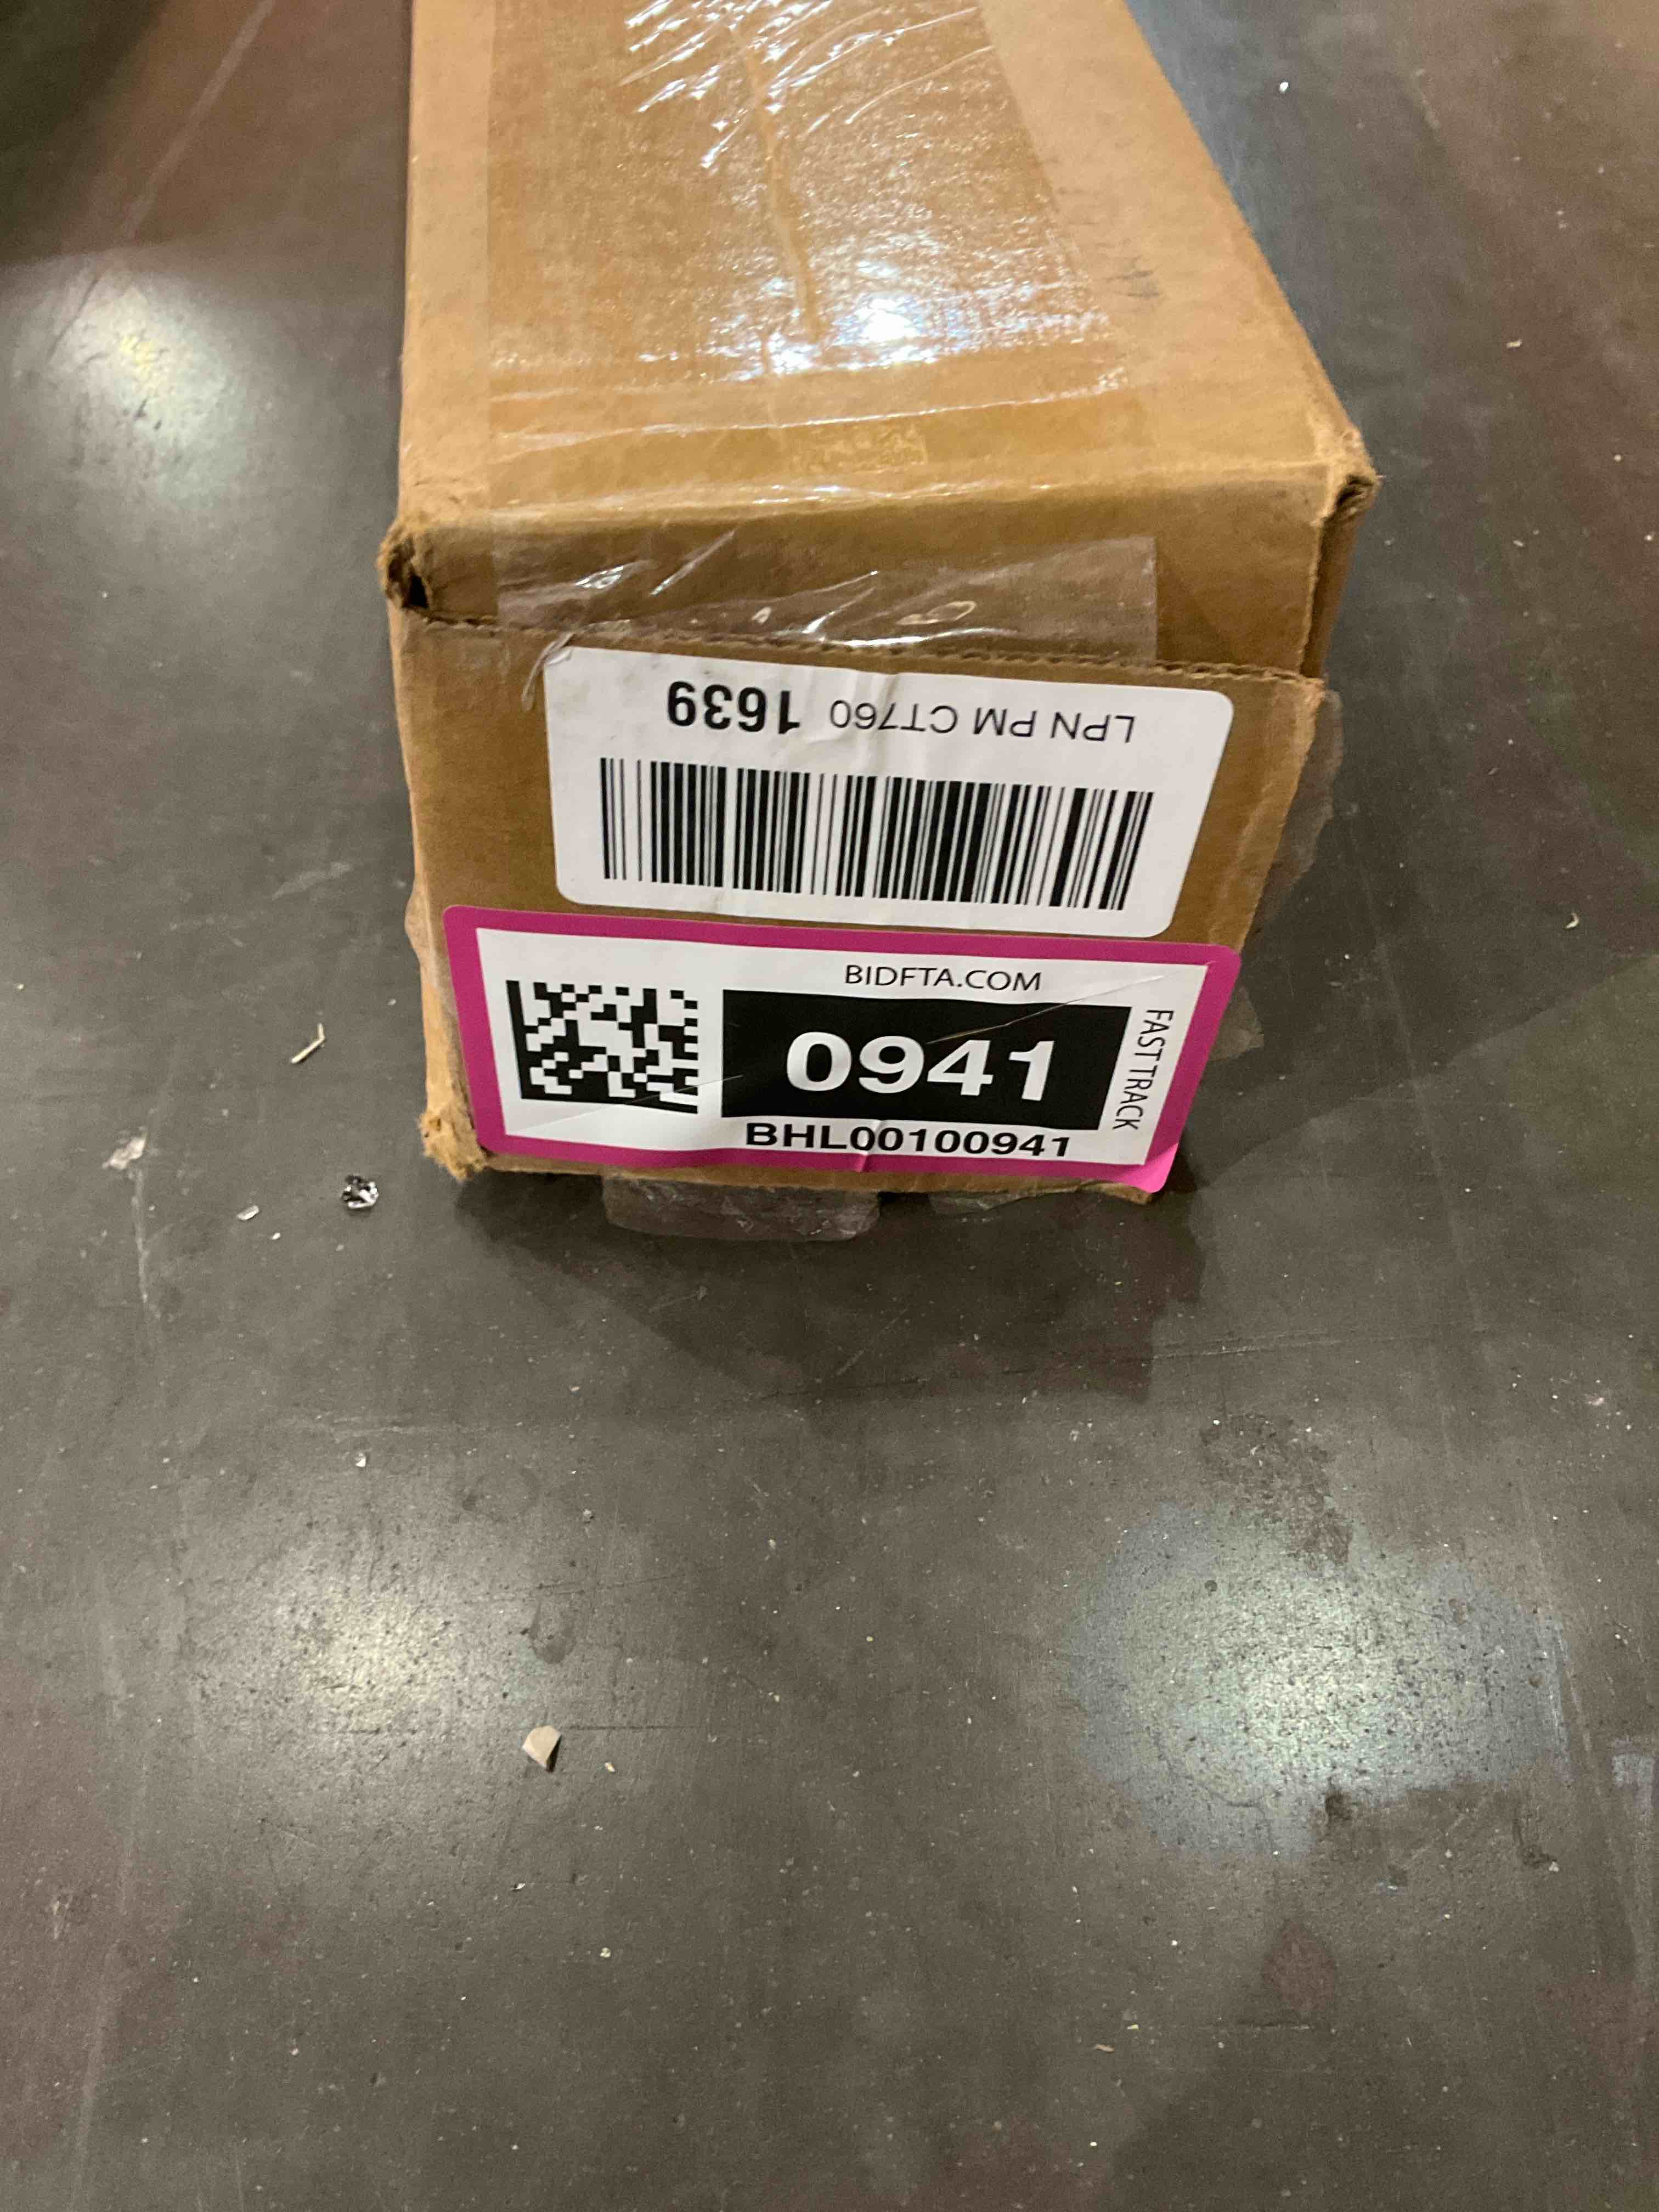 LPN PM CT760 1639
BIDFTA.COM
0941
FAST TRACK
BHL00100941